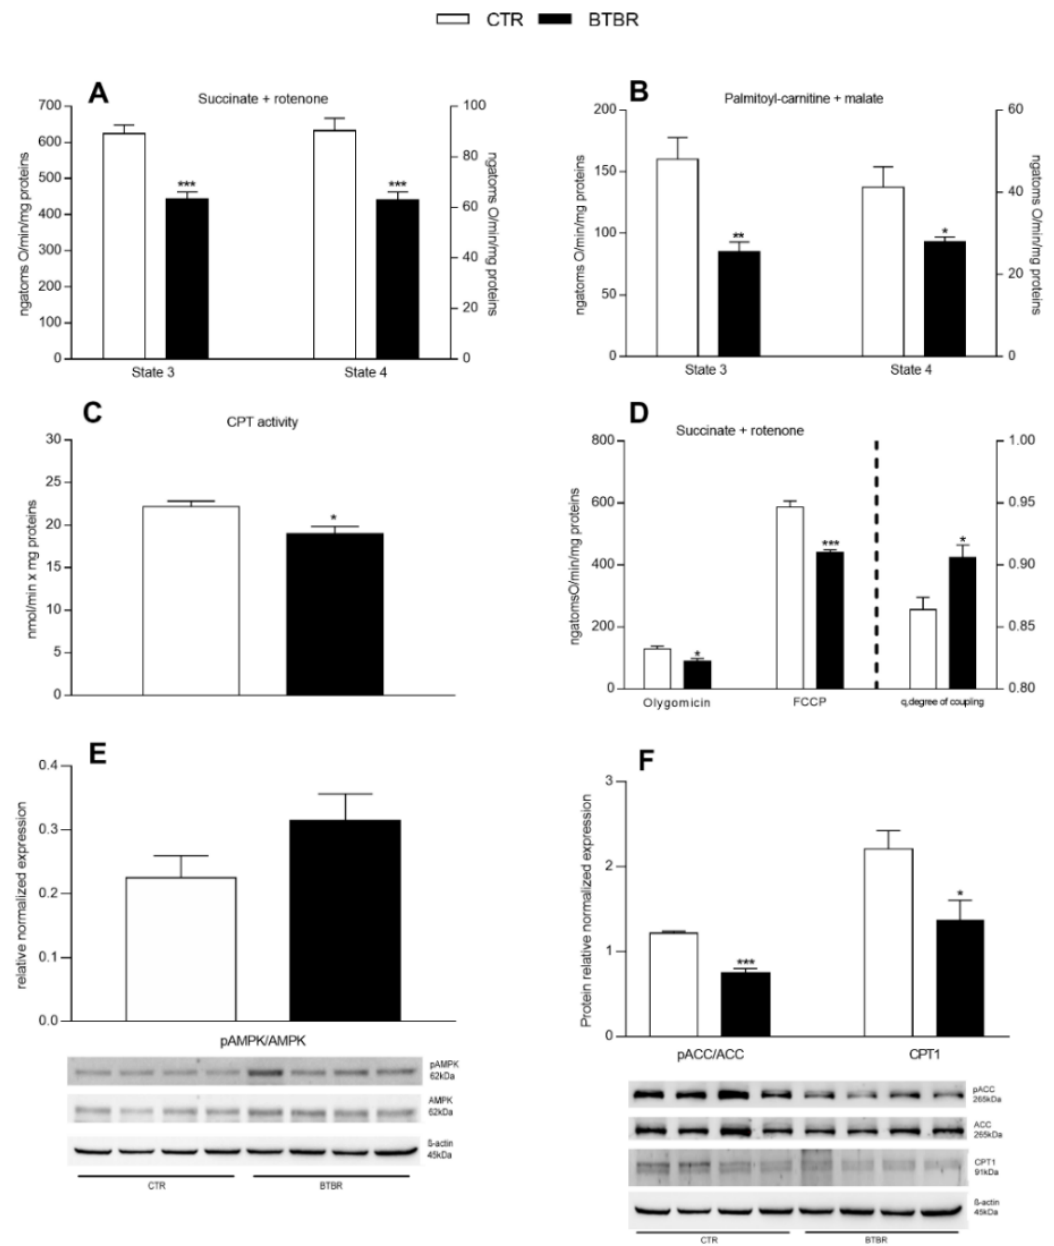 CTR BTBR
A
Succinate + rotenone
700
600
500
400
300
200
100
0
ngatoms O/min/mg proteins
100
80
60
40
20
0
ngatoms O/min/mg proteins
*** ***
State 3 State 4
B
Palmitoyl-carnitine + malate
200
150
100
50
0
ngatoms O/min/mg proteins
60
40
20
0
ngatoms O/min/mg proteins
** *
State 3 State 4
C
CPT activity
30
25
20
15
10
5
0
nmol/min x mg proteins
*
D
Succinate + rotenone
800
600
400
200
0
ngatomsO/min/mg proteins
1.00
0.95
0.90
0.85
0.80
* *** *
Olygomicin FCCP q,degree of coupling
E
0.4
0.3
0.2
0.1
0.0
relative normalized expression
pAMPK/AMPK
pAMPK
62kDa
AMPK
62kDa
ß-actin
45kDa
CTR BTBR
F
3
2
1
0
Protein relative normalized expression
*** *
pACC/ACC CPT1
pACC
265kDa
ACC
265kDa
CPT1
91kDa
ß-actin
45kDa
CTR BTBR